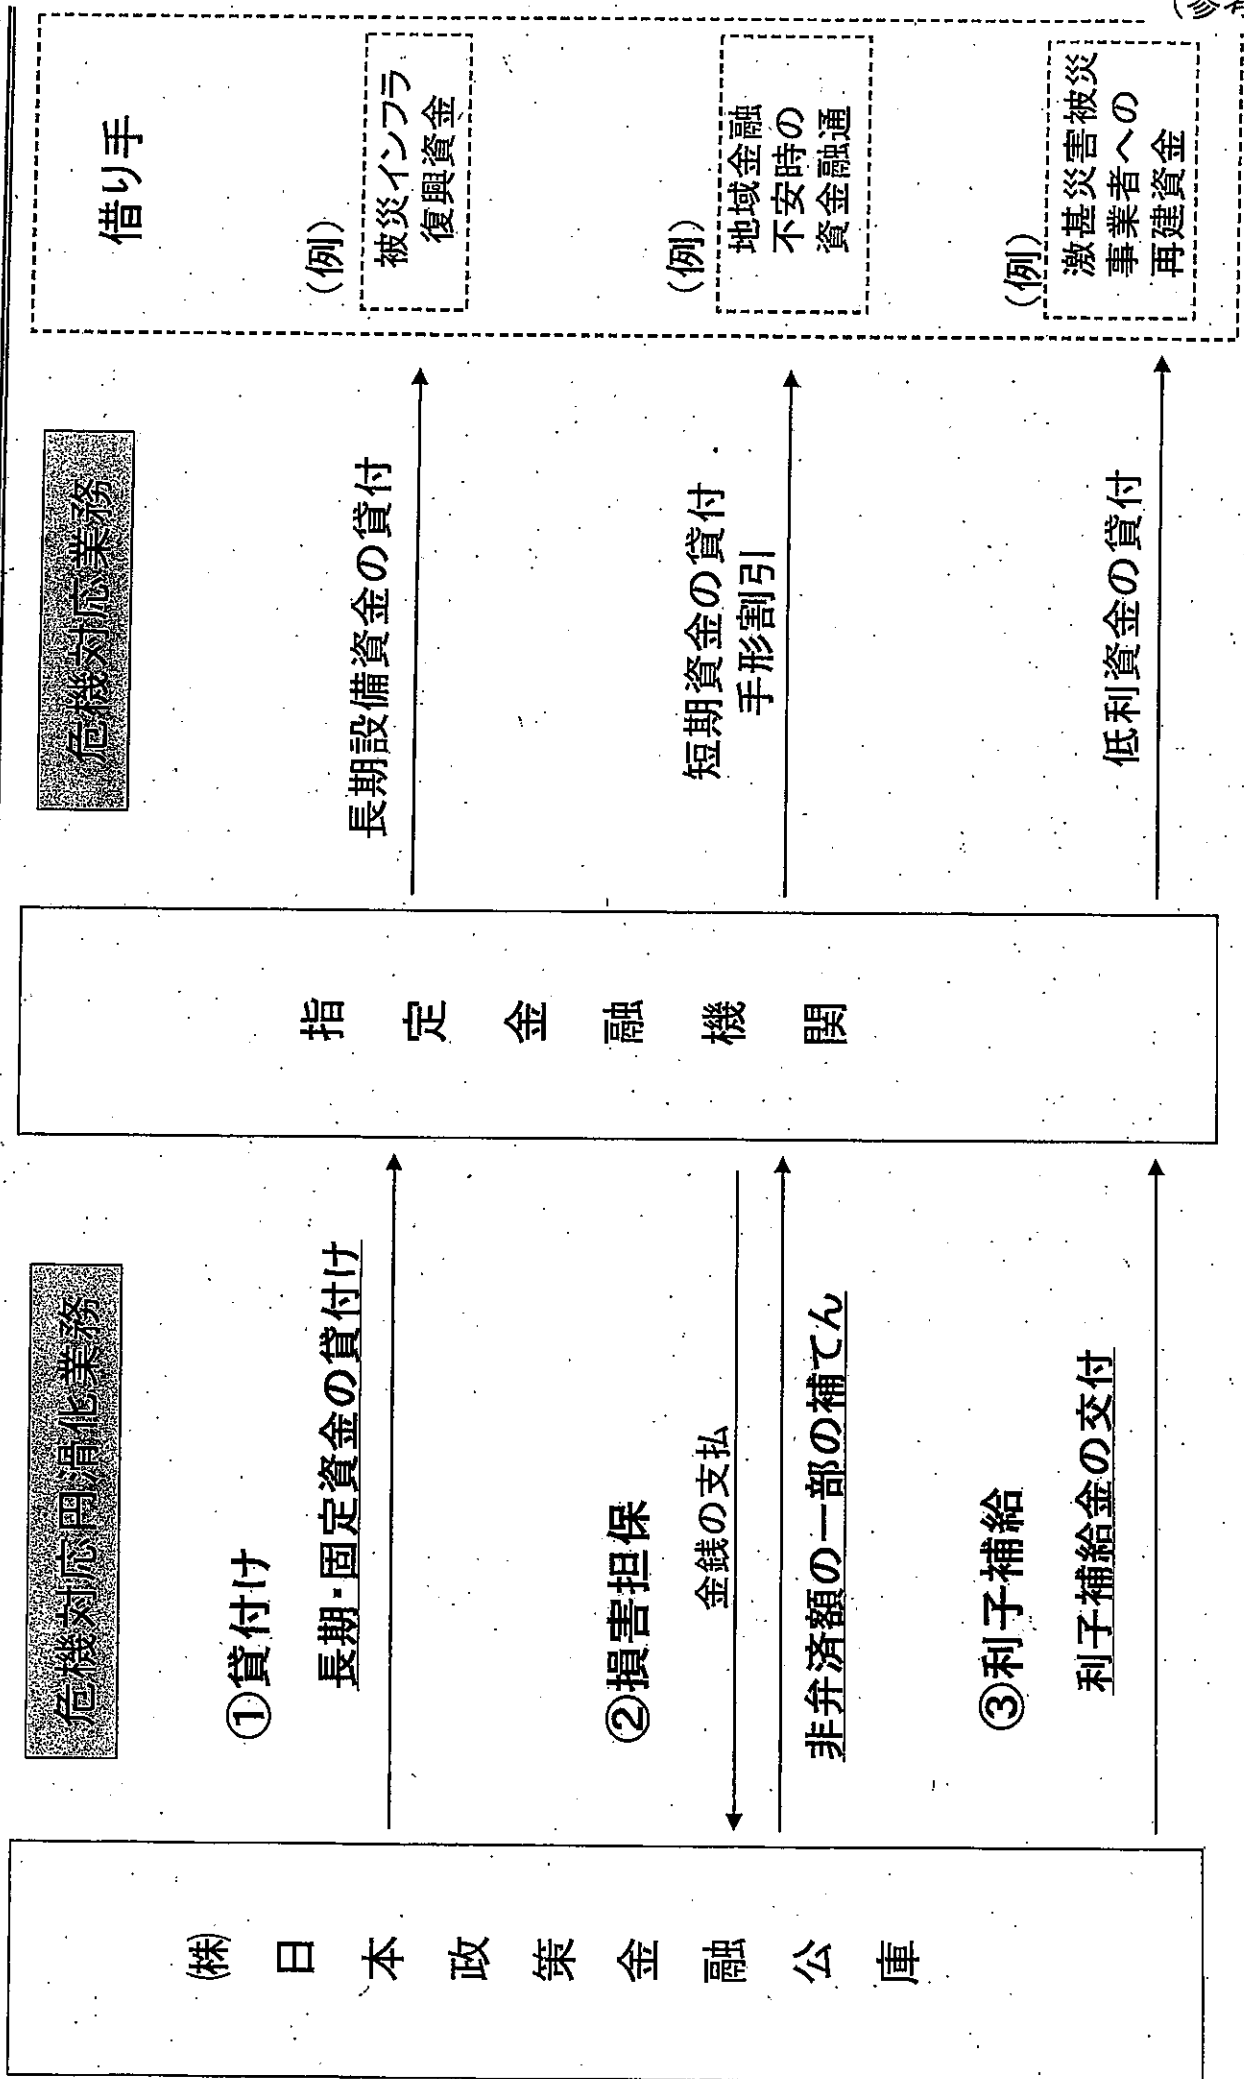 (参考
危機対応円滑化業務
危機対応業務
借り手
㈱日本政策金融公庫
指定金融機関
①貸付け
長期・固定資金の貸付け
長期設備資金の貸付
(例)
被災インフラ
復興資金
②損害担保
金銭の支払
非弁済額の一部の補てん
短期資金の貸付
手形割引
(例)
地域金融
不安時の
資金融通
③利子補給
利子補給金の交付
低利資金の貸付
(例)
激甚災害被災
事業者への
再建資金